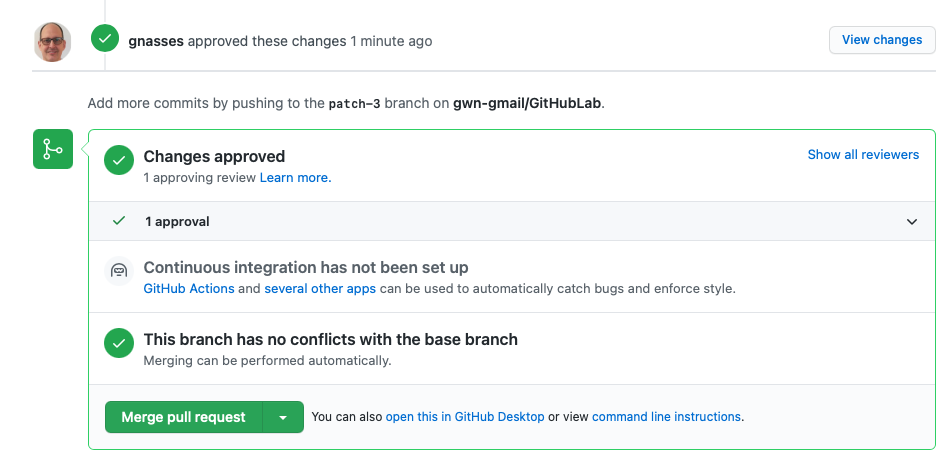 gnasses approved these changes 1 minute ago
View changes
Add more commits by pushing to the patch-3 branch on gwn-gmail/GitHubLab.
Changes approved
Show all reviewers
1 approving review Learn more.
1 approval
Continuous integration has not been set up
GitHub Actions and several other apps can be used to automatically catch bugs and enforce style.
This branch has no conflicts with the base branch
Merging can be performed automatically.
Merge pull request
You can also open this in GitHub Desktop or view command line instructions.